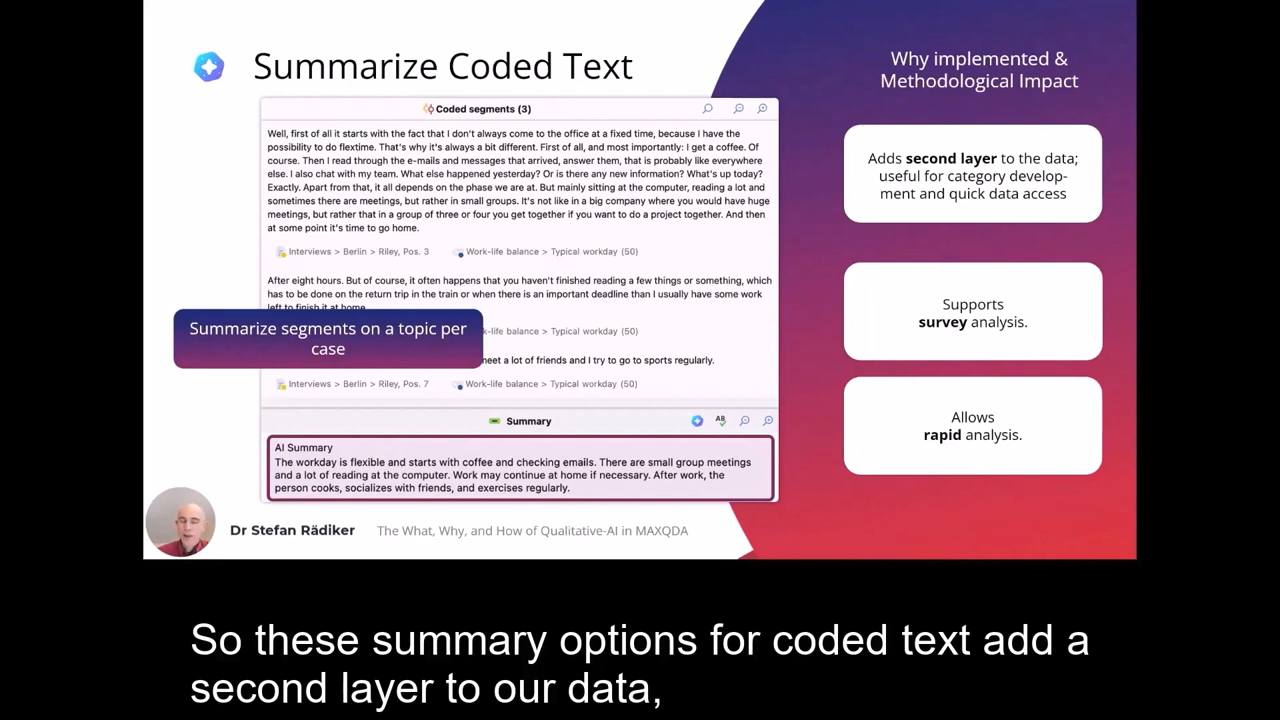 Summarize Coded Text
Coded segments (3)
Well, first of all it starts with the fact that I don't always come to the office at a fixed time, because I have the
possibility to do flextime. That's why it's always a bit different. First of all, and most importantly: I get a coffee. Of
course. Then I read through the e-mails and messages that arrived, answer them, that is probably like everywhere
else. I also chat with my team. What else happened yesterday? Or is there any new information? What's up today?
Exactly. Apart from that, it all depends on the phase we are at. But mainly sitting at the computer, reading a lot and
sometimes there are meetings, but rather in small groups. It's not like in a big company where you would have huge
meetings, but rather that in a group of three or four you get together if you want to do a project together. And then
at some point it's time to go home.
Interviews > Berlin > Riley, Pos. 3
Work-life balance > Typical workday (50)
After eight hours. But of course, it often happens that you haven't finished reading a few things or something, which
has to be done on the return trip in the train or when there is an important deadline than I usually have some work
left to finish it at home.
Summarize segments on a topic per
case
k-life balance > Typical workday (50)
meet a lot of friends and I try to go to sports regularly.
Interviews > Berlin > Riley, Pos. 7
Work-life balance > Typical workday (50)
Summary
AB
AI Summary
The workday is flexible and starts with coffee and checking emails. There are small group meetings
and a lot of reading at the computer. Work may continue at home if necessary. After work, the
person cooks, socializes with friends, and exercises regularly.
Why implemented &
Methodological Impact
Adds second layer to the data;
useful for category develop-
ment and quick data access
Supports
survey analysis.
Allows
rapid analysis.
Dr Stefan Rädiker
The What, Why, and How of Qualitative-AI in MAXQDA
So these summary options for coded text add a
second layer to our data,